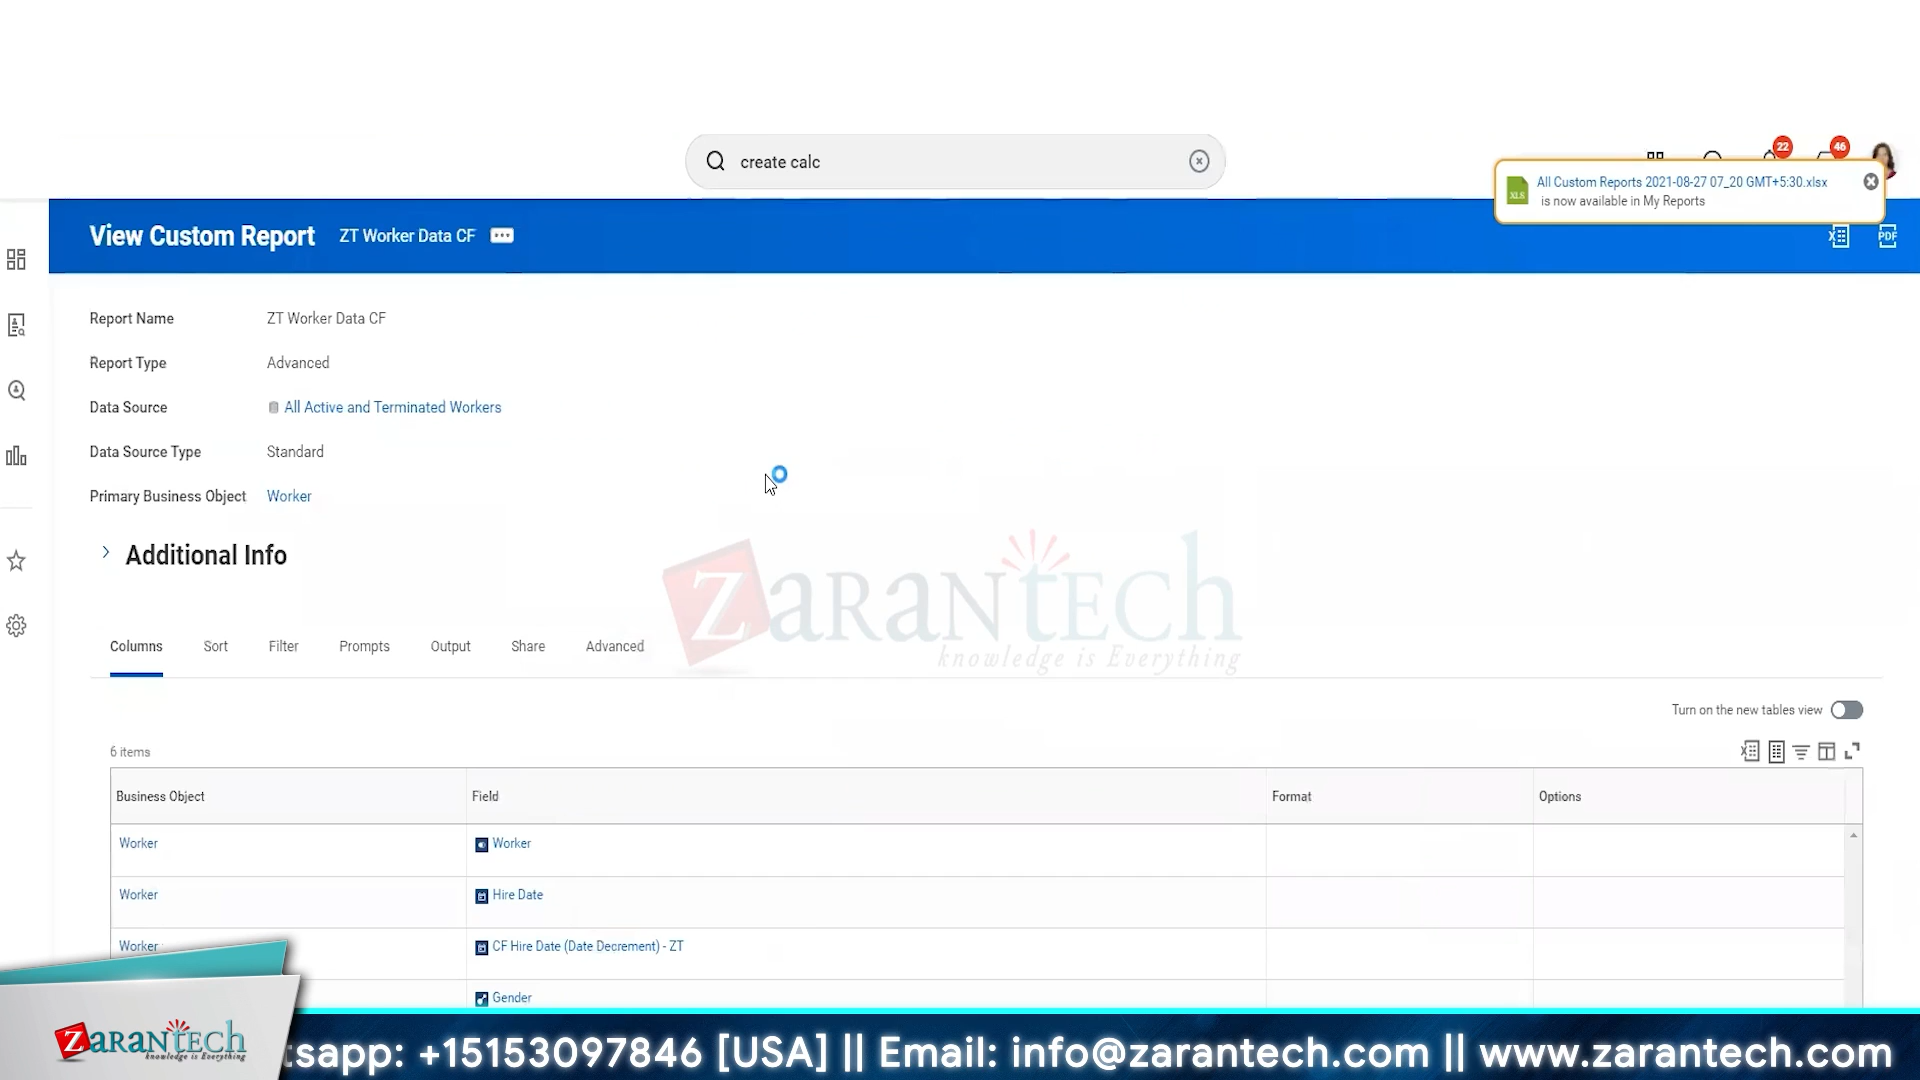 create calc
22
46
All Custom Reports 2021-08-27 07_20 GMT+5:30.xlsx
is now available in My Reports
XLS
View Custom Report
ZT Worker Data CF
PDF
Report Name ZT Worker Data CF
Report Type Advanced
Data Source All Active and Terminated Workers
Data Source Type Standard
Primary Business Object Worker
Additional Info
ZaranTech
knowledge is Everything
Columns Sort Filter Prompts Output Share Advanced
Turn on the new tables view
6 items
Business Object Field Format Options
Worker Worker
Worker Hire Date
Worker CF Hire Date (Date Decrement) - ZT
Gender
ZaranTech
knowledge is Everything
tsapp: +15153097846 [USA] || Email: info@zarantech.com || www.zarantech.com